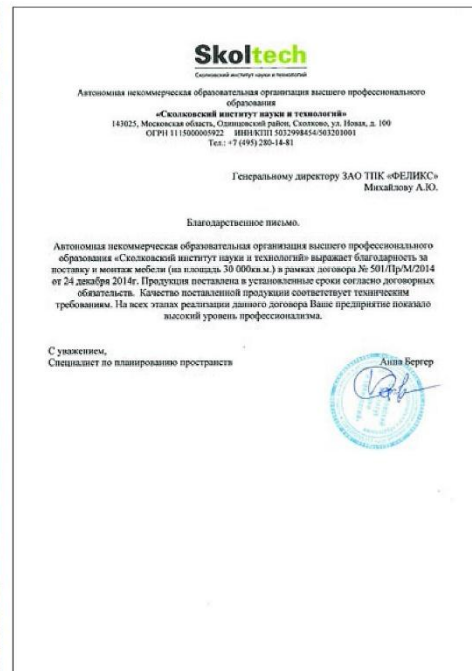 Skoltech
Сколковский институт науки и технологий
Автономная некоммерческая образовательная организация высшего профессионального
образования
«Сколковский институт науки и технологий»
143025, Московская область, Одинцовский район, Сколково, ул. Новая, д. 100
ОГРН 1115000005922 ИНН/КПП 5032998454/503201001
Тел.: +7 (495) 280-14-81
Генеральному директору ЗАО ТПК «ФЕЛИКС»
Михайлову А.Ю.
Благодарственное письмо.
Автономная некоммерческая образовательная организация высшего профессионального
образования «Сколковский институт науки и технологий» выражает благодарность за
поставку и монтаж мебели (на площадь 30 000кв.м.) в рамках договора № 501/Пр/М/2014
от 24 декабря 2014г. Продукция поставлена в установленные сроки согласно договорных
обязательств. Качество поставленной продукции соответствует техническим
требованиям. На всех этапах реализации данного договора Ваше предприятие показало
высокий уровень профессионализма.
С уважением,
Специалист по планированию пространств Анна Бергер